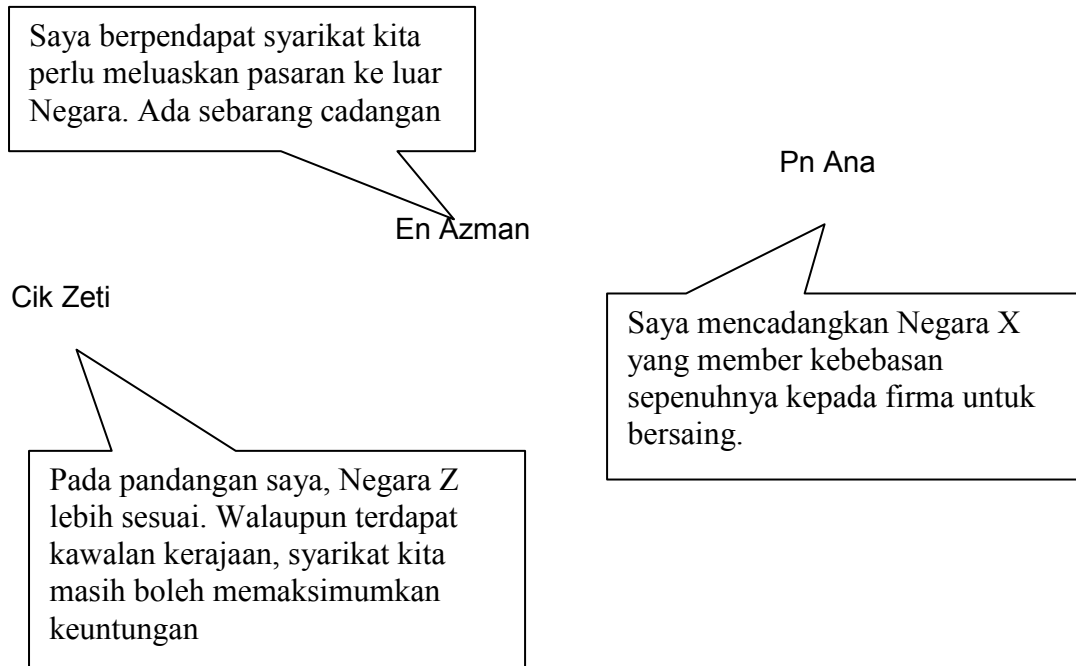 Saya berpendapat syarikat kita
perlu meluaskan pasaran ke luar
Negara. Ada sebarang cadangan
En Azman
Pn Ana
Saya mencadangkan Negara X
yang member kebebasan
sepenuhnya kepada firma untuk
bersaing.
Cik Zeti
Pada pandangan saya, Negara Z
lebih sesuai. Walaupun terdapat
kawalan kerajaan, syarikat kita
masih boleh memaksimumkan
keuntungan